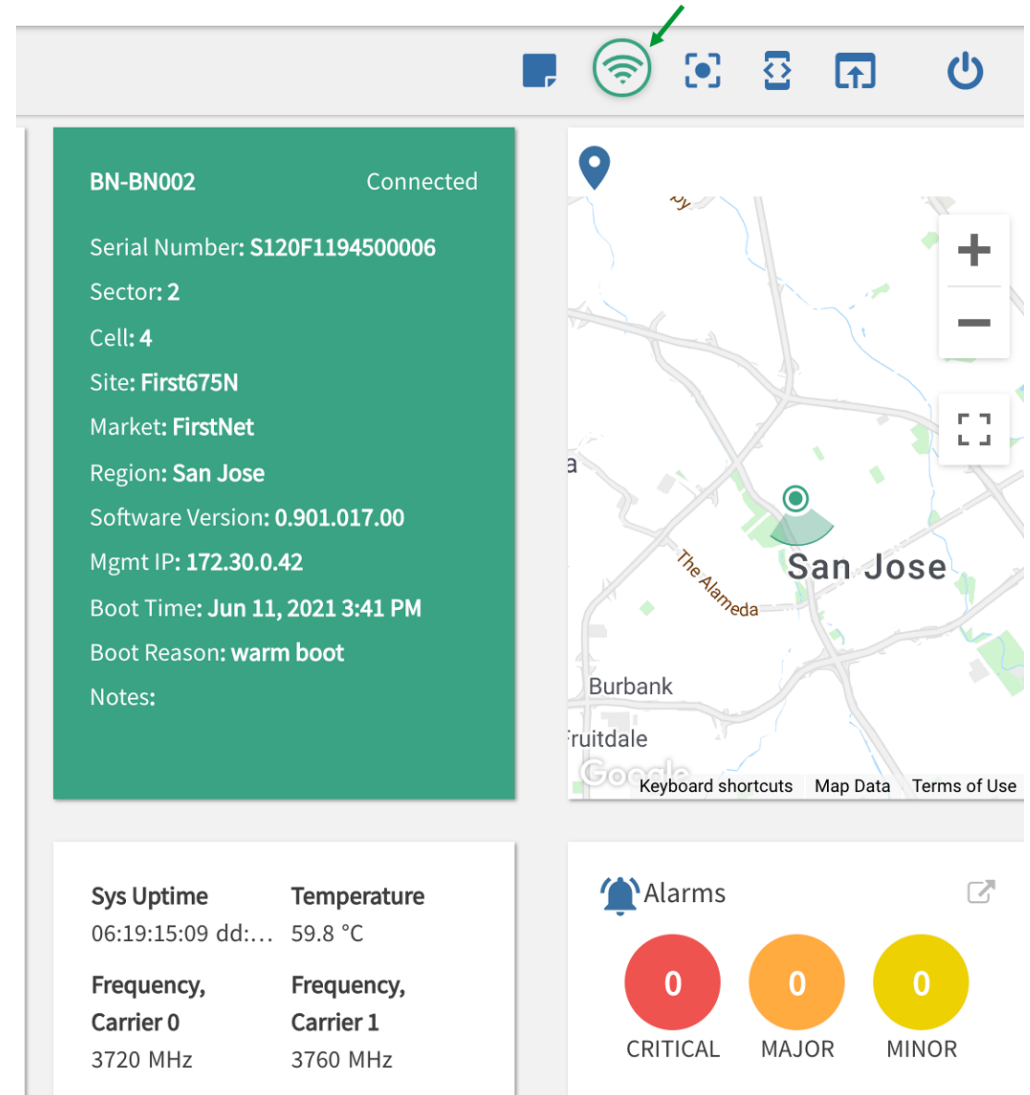 BN-BN002 Connected
Serial Number: S120F1194500006
Sector: 2
Cell: 4
Site: First675N
Market: FirstNet
Region: San Jose
Software Version: 0.901.017.00
Mgmt IP: 172.30.0.42
Boot Time: Jun 11, 2021 3:41 PM
Boot Reason: warm boot
Notes:
py
a
San Jose
The Alameda
Burbank
Fruitdale
Google
Keyboard shortcuts Map Data Terms of Use
Sys Uptime Temperature
06:19:15:09 dd:... 59.8 °C
Frequency, Frequency,
Carrier 0 Carrier 1
3720 MHz 3760 MHz
Alarms
0 0 0
CRITICAL MAJOR MINOR